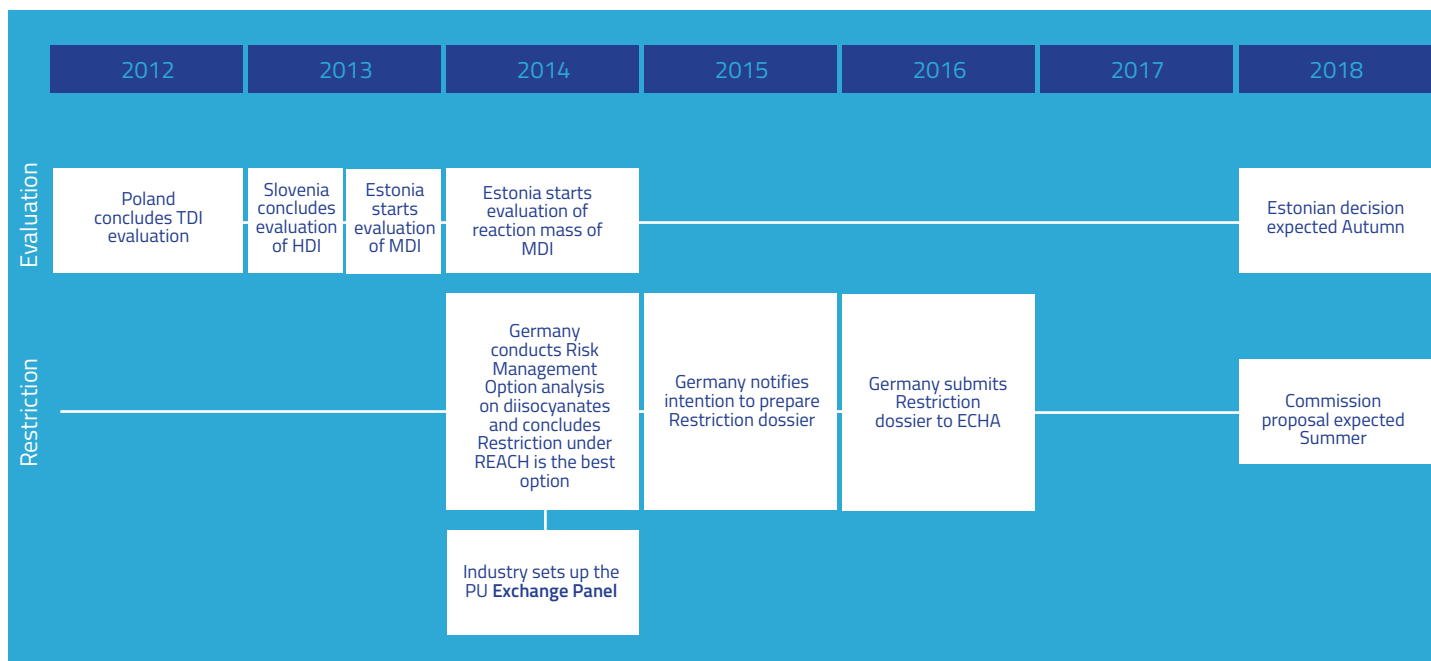 2012
2013
2014
2015
2016
2017
2018
Evaluation
Poland
concludes TDI
evaluation
Slovenia
concludes
evaluation
of HDI
Estonia
starts
evaluation
of MDI
Estonia starts
evaluation of
reaction mass of
MDI
Estonian decision
expected Autumn
Restriction
Germany
conducts Risk
Management
Option analysis
on diisocyanates
and concludes
Restriction under
REACH is the best
option
Germany notifies
intention to prepare
Restriction dossier
Germany submits
Restriction
dossier to ECHA
Commission
proposal expected
Summer
Industry sets up the
PU Exchange Panel